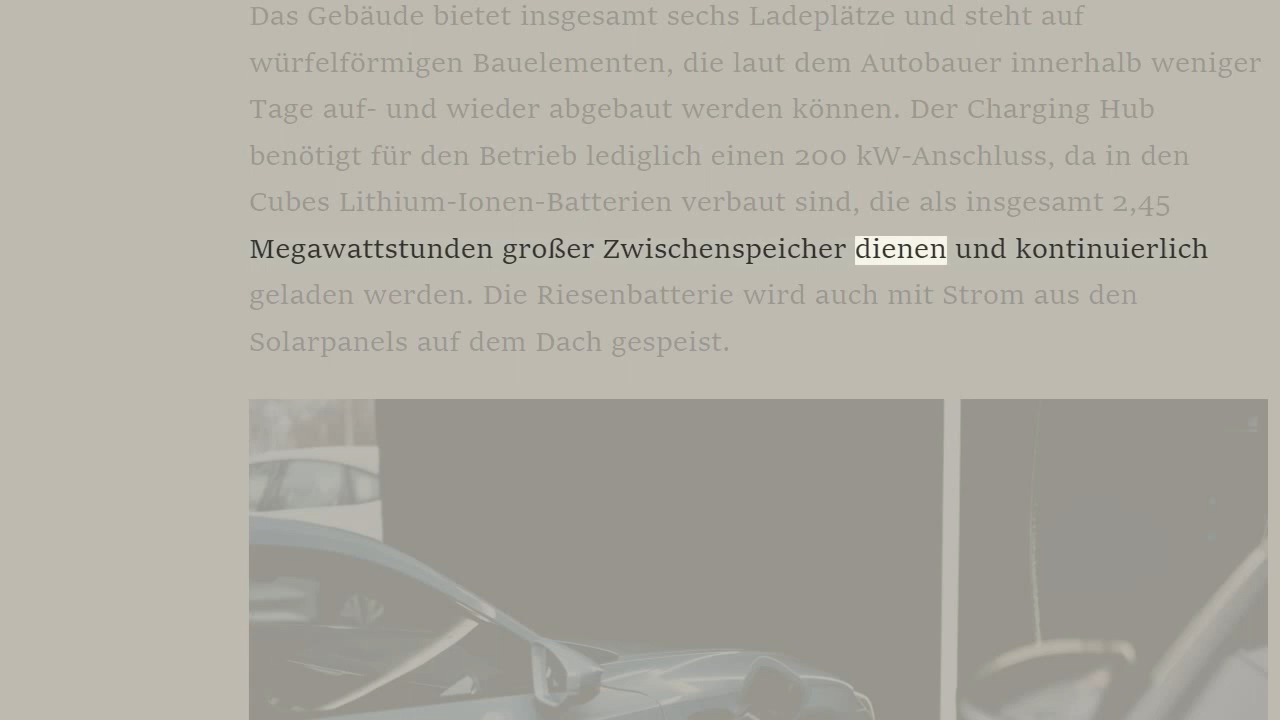 Das Gebäude bietet insgesamt sechs Ladeplätze und steht auf
würfelförmigen Bauelementen, die laut dem Autobauer innerhalb weniger
Tage auf- und wieder abgebaut werden können. Der Charging Hub
benötigt für den Betrieb lediglich einen 200 kW-Anschluss, da in den
Cubes Lithium-Ionen-Batterien verbaut sind, die als insgesamt 2,45
Megawattstunden großer Zwischenspeicher dienen und kontinuierlich
geladen werden. Die Riesenbatterie wird auch mit Strom aus den
Solarpanels auf dem Dach gespeist.